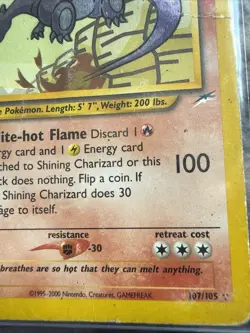 e Pokémon. Length: 5' 7", Weight: 200 lbs.
ite-hot Flame Discard 1
ergy card and 1 Energy card
ched to Shining Charizard or this
ck does nothing. Flip a coin. If
Shining Charizard does 30
age to itself.
100
resistance
-30
retreat cost
breathes are so hot that they can melt anything.
©1995-2000 Nintendo, Creatures, GAMEFREAK.
107/105